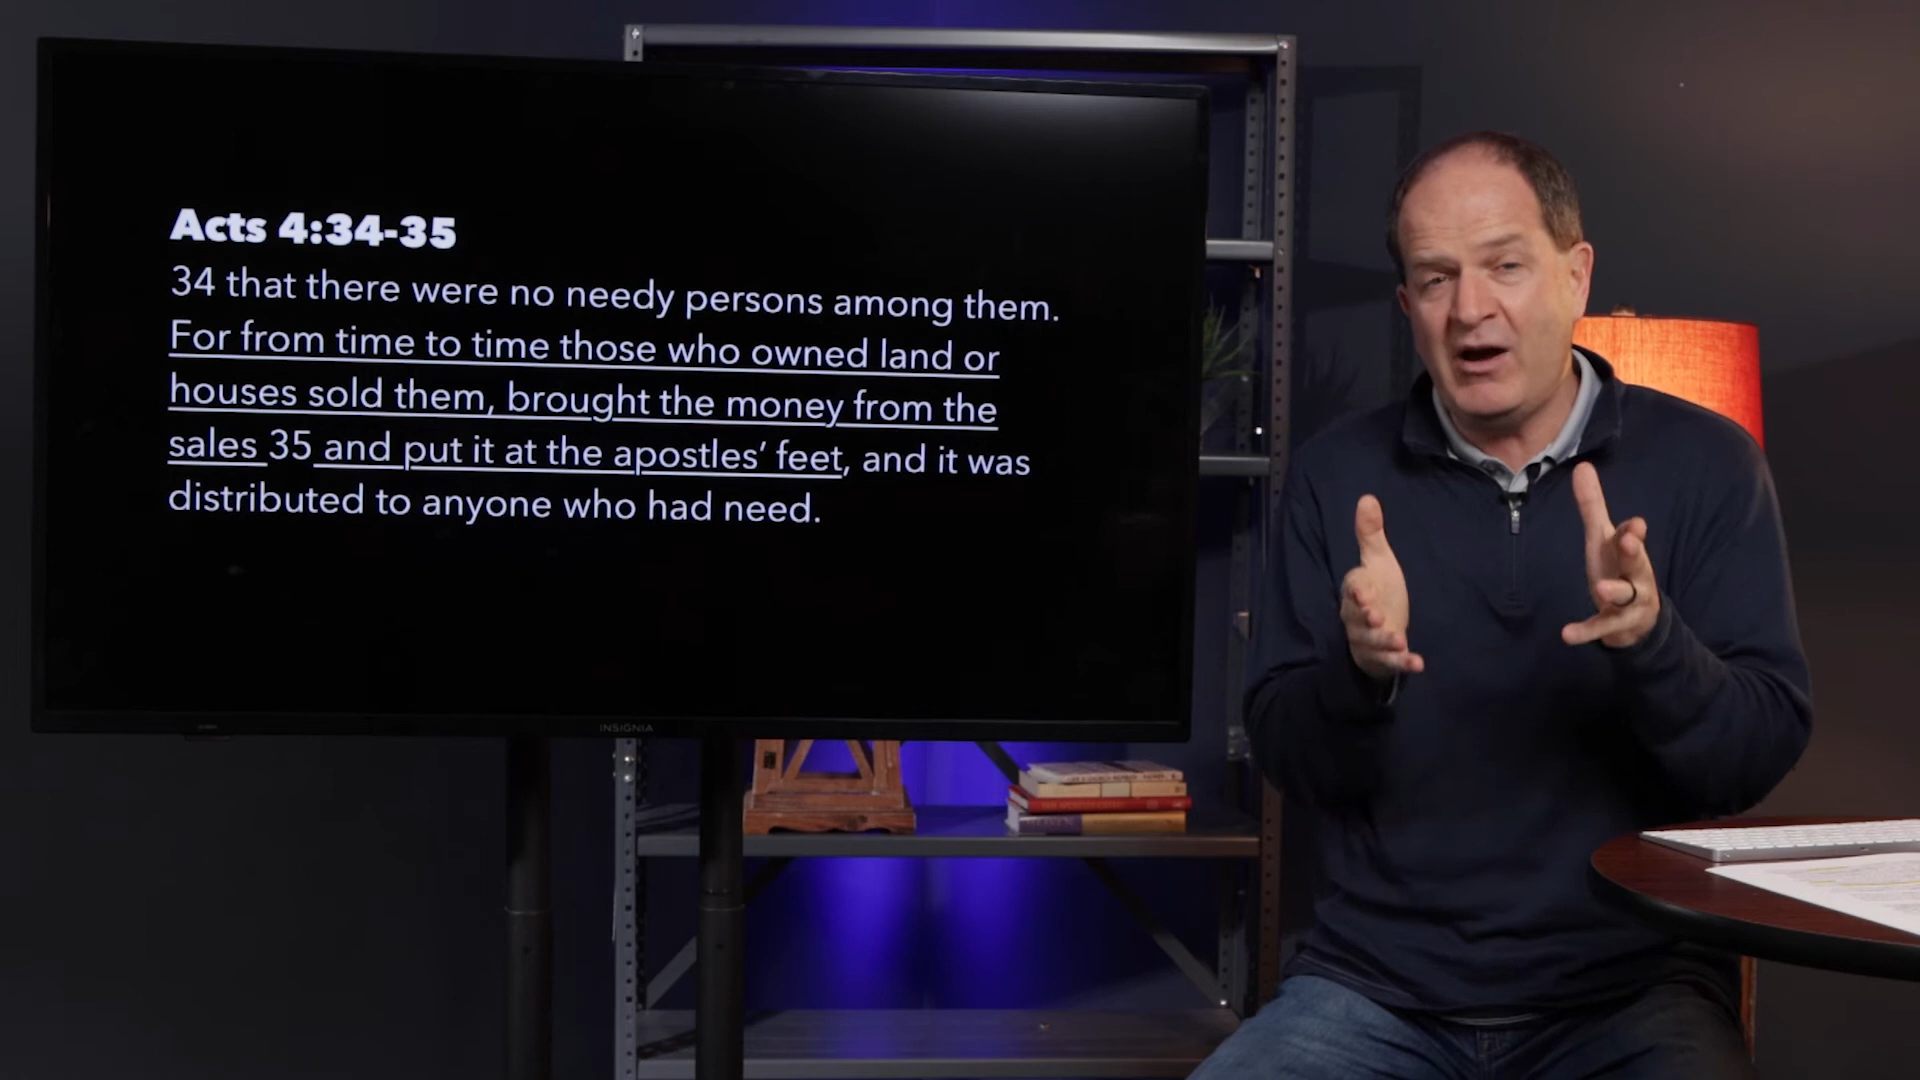 Acts 4:34-35
34 that there were no needy persons among them.
For from time to time those who owned land or
houses sold them, brought the money from the
sales 35 and put it at the apostles’ feet, and it was
distributed to anyone who had need.
INSIGNIA